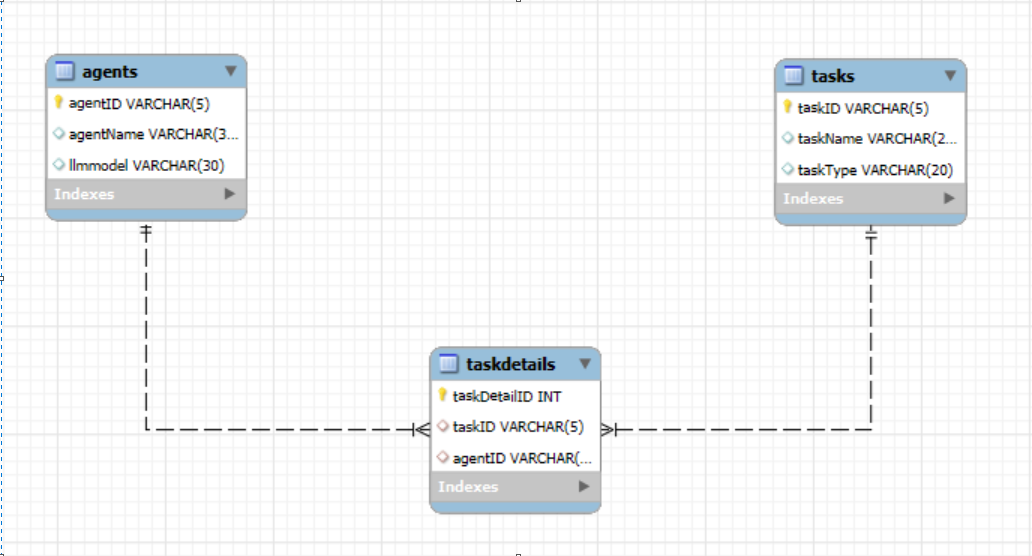 agents
agentID VARCHAR(5)
agentName VARCHAR(3...
llmmodel VARCHAR(30)
Indexes
tasks
taskID VARCHAR(5)
taskName VARCHAR(2...
taskType VARCHAR(20)
Indexes
taskdetails
taskDetailID INT
taskID VARCHAR(5)
agentID VARCHAR(...
Indexes